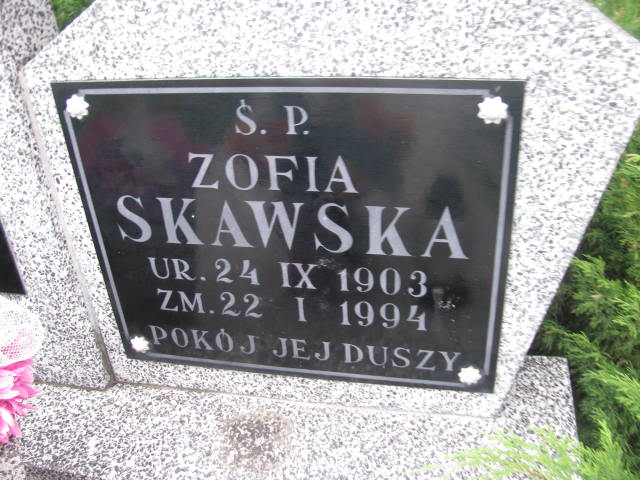 Ś. P.
ZOFIA
SKAWSKA
UR. 24 IX 1903
ZM. 22 I 1994
POKÓJ JEJ DUSZY